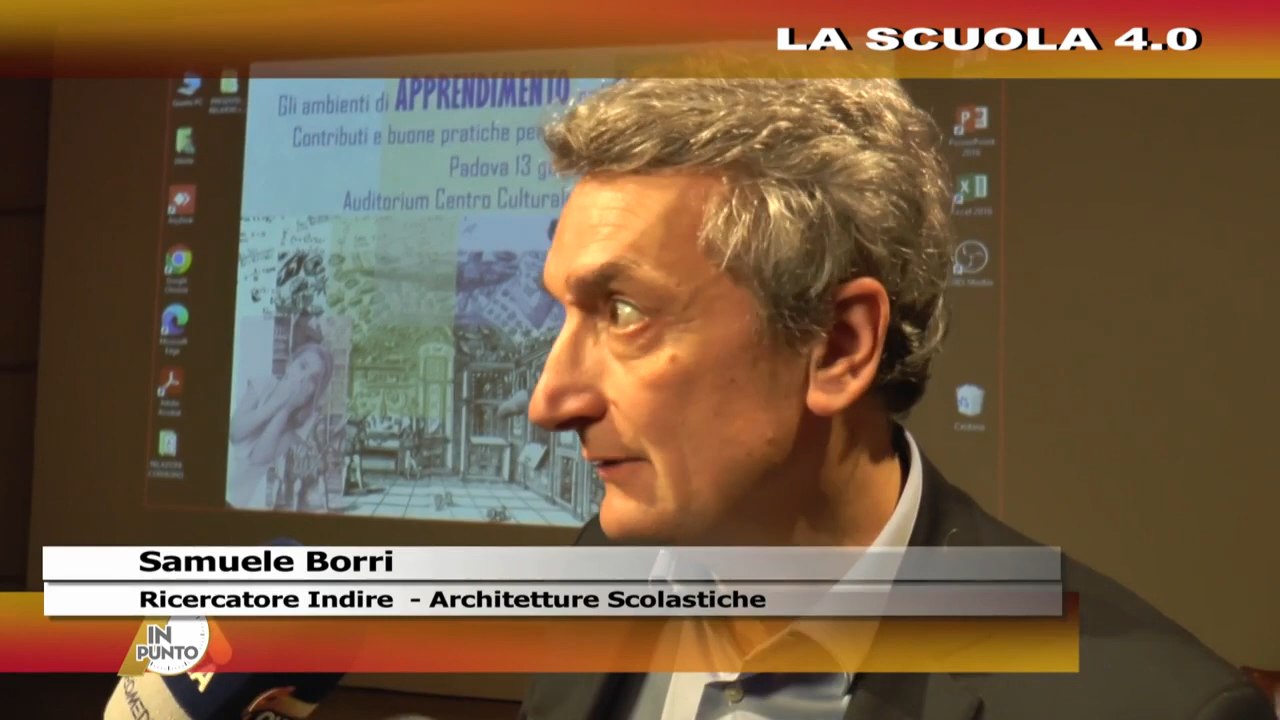 LA SCUOLA 4.0
Gli ambienti di APPRENDIMENTO
Contributi e buone pratiche per
Padova 13
Auditorium Centro Cultural
Samuele Borri
Ricercatore Indire - Architetture Scolastiche
IN
PUNTO